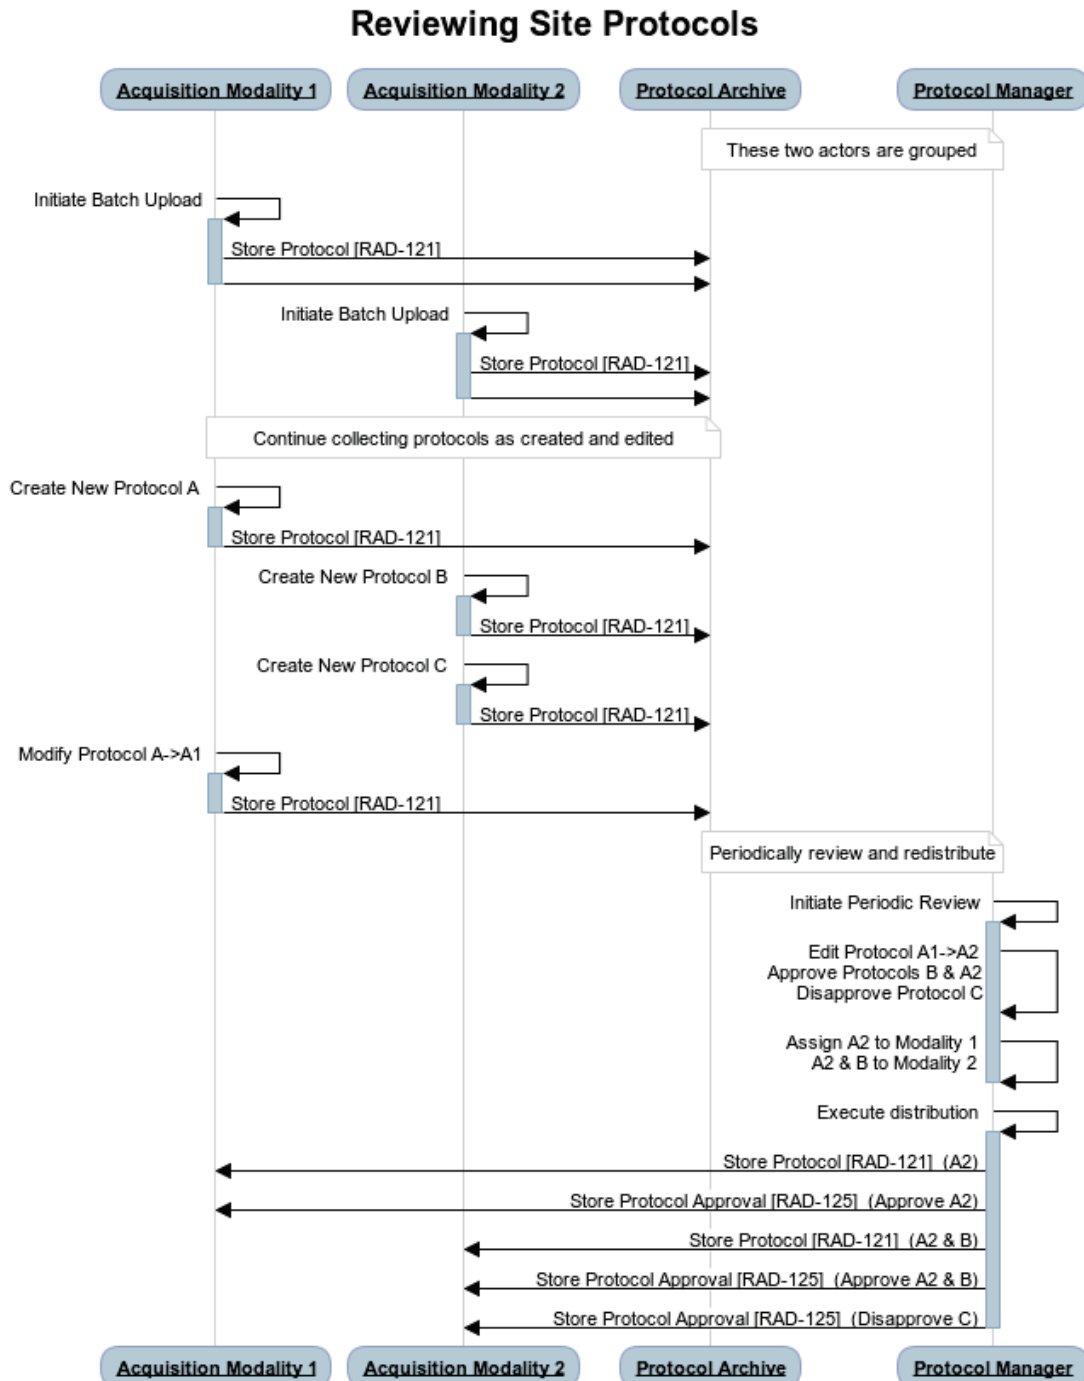 Reviewing Site Protocols
Acquisition Modality 1
Acquisition Modality 2
Protocol Archive
Protocol Manager
These two actors are grouped
Initiate Batch Upload
Store Protocol [RAD-121]
Initiate Batch Upload
Store Protocol [RAD-121]
Continue collecting protocols as created and edited
Create New Protocol A
Store Protocol [RAD-121]
Create New Protocol B
Store Protocol [RAD-121]
Create New Protocol C
Store Protocol [RAD-121]
Modify Protocol A->A1
Store Protocol [RAD-121]
Periodically review and redistribute
Initiate Periodic Review
Edit Protocol A1->A2
Approve Protocols B & A2
Disapprove Protocol C
Assign A2 to Modality 1
A2 & B to Modality 2
Execute distribution
Store Protocol [RAD-121] (A2)
Store Protocol Approval [RAD-125] (Approve A2)
Store Protocol [RAD-121] (A2 & B)
Store Protocol Approval [RAD-125] (Approve A2 & B)
Store Protocol Approval [RAD-125] (Disapprove C)
Acquisition Modality 1
Acquisition Modality 2
Protocol Archive
Protocol Manager